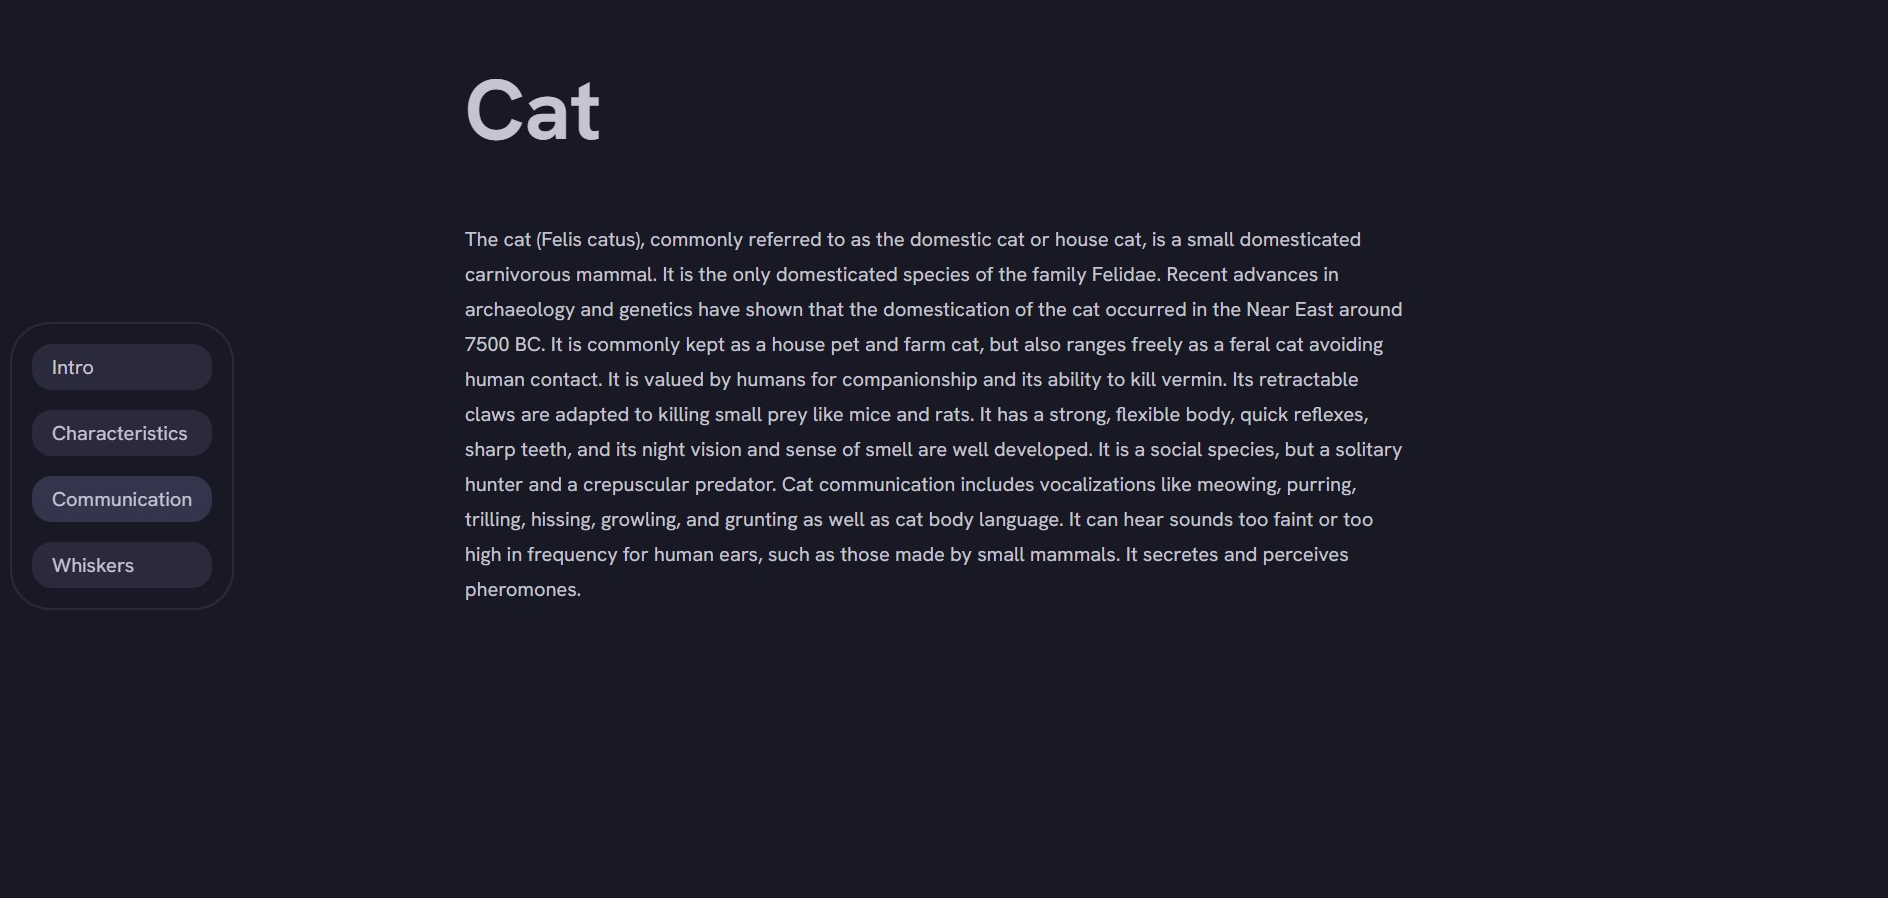 Cat
The cat (Felis catus), commonly referred to as the domestic cat or house cat, is a small domesticated
carnivorous mammal. It is the only domesticated species of the family Felidae. Recent advances in
archaeology and genetics have shown that the domestication of the cat occurred in the Near East around
7500 BC. It is commonly kept as a house pet and farm cat, but also ranges freely as a feral cat avoiding
human contact. It is valued by humans for companionship and its ability to kill vermin. Its retractable
claws are adapted to killing small prey like mice and rats. It has a strong, flexible body, quick reflexes,
sharp teeth, and its night vision and sense of smell are well developed. It is a social species, but a solitary
hunter and a crepuscular predator. Cat communication includes vocalizations like meowing, purring,
trilling, hissing, growling, and grunting as well as cat body language. It can hear sounds too faint or too
high in frequency for human ears, such as those made by small mammals. It secretes and perceives
pheromones.
Intro
Characteristics
Communication
Whiskers